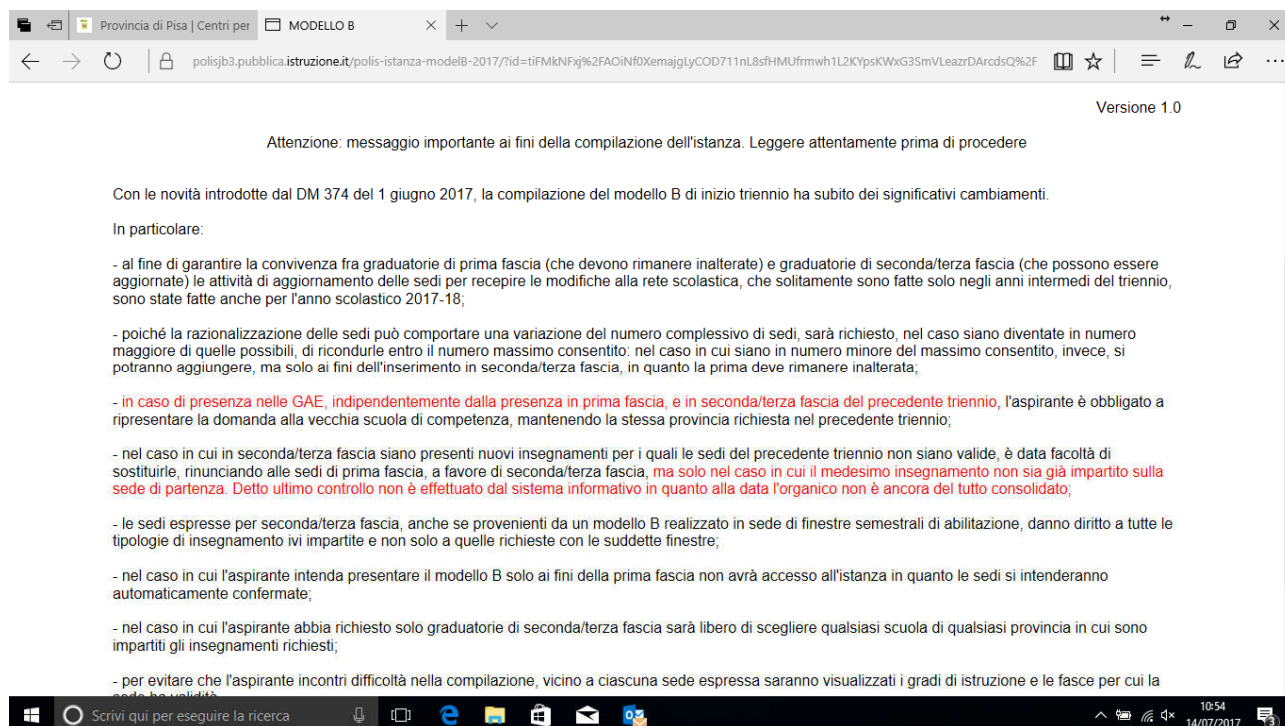 Provincia di Pisa | Centri per
MODELLO B
polisjb3.pubblica.istruzione.it/polis-istanza-modelB-2017/?id=tiFMkNFxj%2FAOiNf0XemajgLyCOD711nL8sfHMUfrmwh1L2KYpsKWxG3SmVLeazrDArcdsQ%2F
Versione 1.0
Attenzione: messaggio importante ai fini della compilazione dell'istanza. Leggere attentamente prima di procedere
Con le novità introdotte dal DM 374 del 1 giugno 2017, la compilazione del modello B di inizio triennio ha subito dei significativi cambiamenti.
In particolare:
- al fine di garantire la convivenza fra graduatorie di prima fascia (che devono rimanere inalterate) e graduatorie di seconda/terza fascia (che possono essere
aggiornate) le attività di aggiornamento delle sedi per recepire le modifiche alla rete scolastica, che solitamente sono fatte solo negli anni intermedi del triennio,
sono state fatte anche per l'anno scolastico 2017-18;
- poiché la razionalizzazione delle sedi può comportare una variazione del numero complessivo di sedi, sarà richiesto, nel caso siano diventate in numero
maggiore di quelle possibili, di ricondurle entro il numero massimo consentito: nel caso in cui siano in numero minore del massimo consentito, invece, si
potranno aggiungere, ma solo ai fini dell'inserimento in seconda/terza fascia, in quanto la prima deve rimanere inalterata;
- in caso di presenza nelle GAE, indipendentemente dalla presenza in prima fascia, e in seconda/terza fascia del precedente triennio, l'aspirante è obbligato a
ripresentare la domanda alla vecchia scuola di competenza, mantenendo la stessa provincia richiesta nel precedente triennio;
- nel caso in cui in seconda/terza fascia siano presenti nuovi insegnamenti per i quali le sedi del precedente triennio non siano valide, è data facoltà di
sostituirle, rinunciando alle sedi di prima fascia, a favore di seconda/terza fascia, ma solo nel caso in cui il medesimo insegnamento non sia già impartito sulla
sede di partenza. Detto ultimo controllo non è effettuato dal sistema informativo in quanto alla data l'organico non è ancora del tutto consolidato;
- le sedi espresse per seconda/terza fascia, anche se provenienti da un modello B realizzato in sede di finestre semestrali di abilitazione, danno diritto a tutte le
tipologie di insegnamento ivi impartite e non solo a quelle richieste con le suddette finestre;
- nel caso in cui l'aspirante intenda presentare il modello B solo ai fini della prima fascia non avrà accesso all'istanza in quanto le sedi si intenderanno
automaticamente confermate;
- nel caso in cui l'aspirante abbia richiesto solo graduatorie di seconda/terza fascia sarà libero di scegliere qualsiasi scuola di qualsiasi provincia in cui sono
impartiti gli insegnamenti richiesti;
- per evitare che l'aspirante incontri difficoltà nella compilazione, vicino a ciascuna sede espressa saranno visualizzati i gradi di istruzione e le fasce per cui la
sede ha validità
Scrivi qui per eseguire la ricerca
10:54
14/07/2017